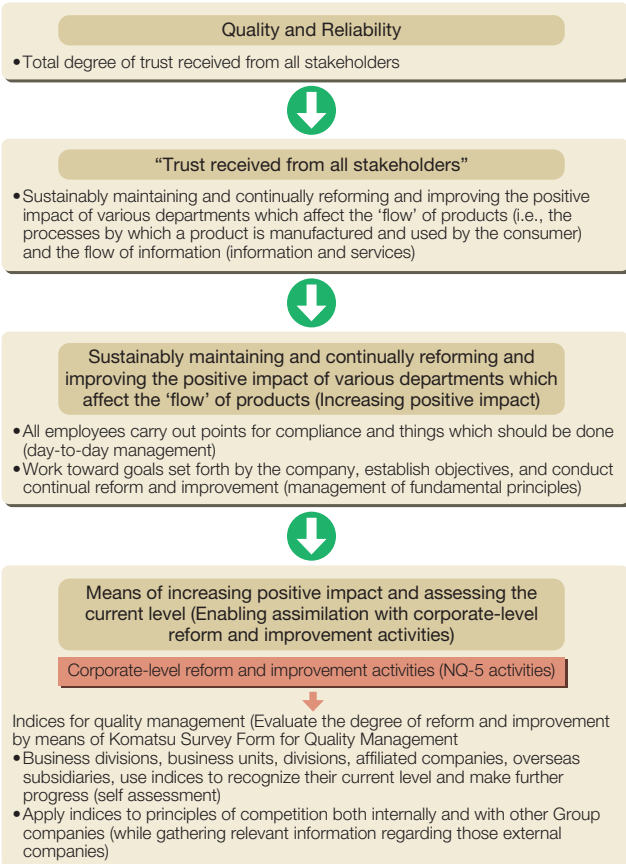 Quality and Reliability
•Total degree of trust received from all stakeholders
“Trust received from all stakeholders”
•Sustainably maintaining and continually reforming and improving the positive
impact of various departments which affect the ‘flow’ of products (i.e., the
processes by which a product is manufactured and used by the consumer)
and the flow of information (information and services)
Sustainably maintaining and continually reforming and
improving the positive impact of various departments which
affect the ‘flow’ of products (Increasing positive impact)
•All employees carry out points for compliance and things which should be done
(day-to-day management)
•Work toward goals set forth by the company, establish objectives, and conduct
continual reform and improvement (management of fundamental principles)
Means of increasing positive impact and assessing the
current level (Enabling assimilation with corporate-level
reform and improvement activities)
Corporate-level reform and improvement activities (NQ-5 activities)
Indices for quality management (Evaluate the degree of reform and improvement
by means of Komatsu Survey Form for Quality Management
•Business divisions, business units, divisions, affiliated companies, overseas
subsidiaries, use indices to recognize their current level and make further
progress (self assessment)
•Apply indices to principles of competition both internally and with other Group
companies (while gathering relevant information regarding those external
companies)